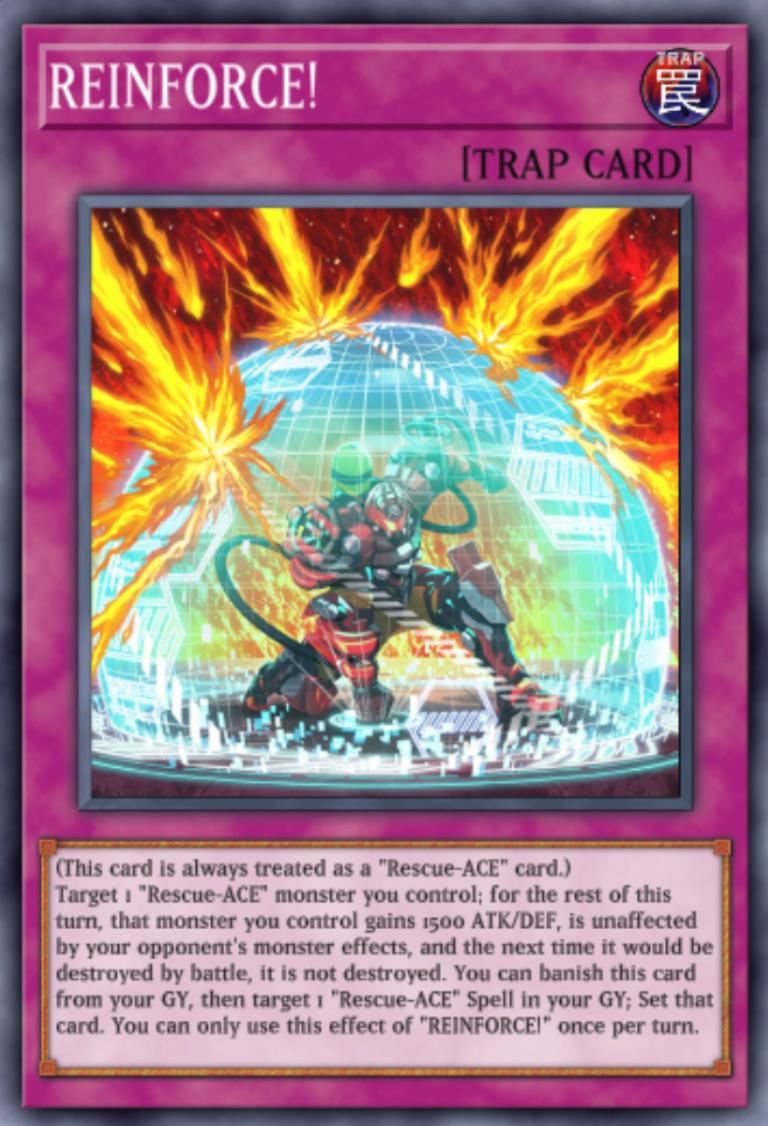 REINFORCE!
TRAP
罠
[TRAP CARD]
(This card is always treated as a "Rescue-ACE" card.)
Target 1 "Rescue-ACE" monster you control; for the rest of this
turn, that monster you control gains 1500 ATK/DEF, is unaffected
by your opponent's monster effects, and the next time it would be
destroyed by battle, it is not destroyed. You can banish this card
from your GY, then target 1 "Rescue-ACE" Spell in your GY; Set that
card. You can only use this effect of "REINFORCE!" once per turn.